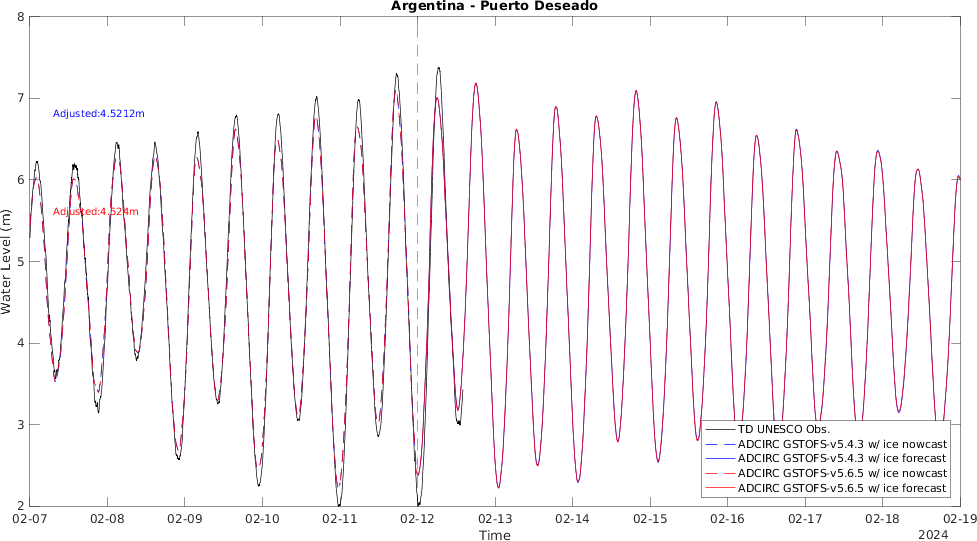 Argentina - Puerto Deseado
8
7
6
5
4
3
2
Water Level (m)
Adjusted:4.5212m
Adjusted:4.524m
TD UNESCO Obs.
ADCIRC GSTOFS-v5.4.3 w/ ice nowcast
ADCIRC GSTOFS-v5.4.3 w/ ice forecast
ADCIRC GSTOFS-v5.6.5 w/ ice nowcast
ADCIRC GSTOFS-v5.6.5 w/ ice forecast
02-07 02-08 02-09 02-10 02-11 02-12 02-13 02-14 02-15 02-16 02-17 02-18 02-19
Time
2024